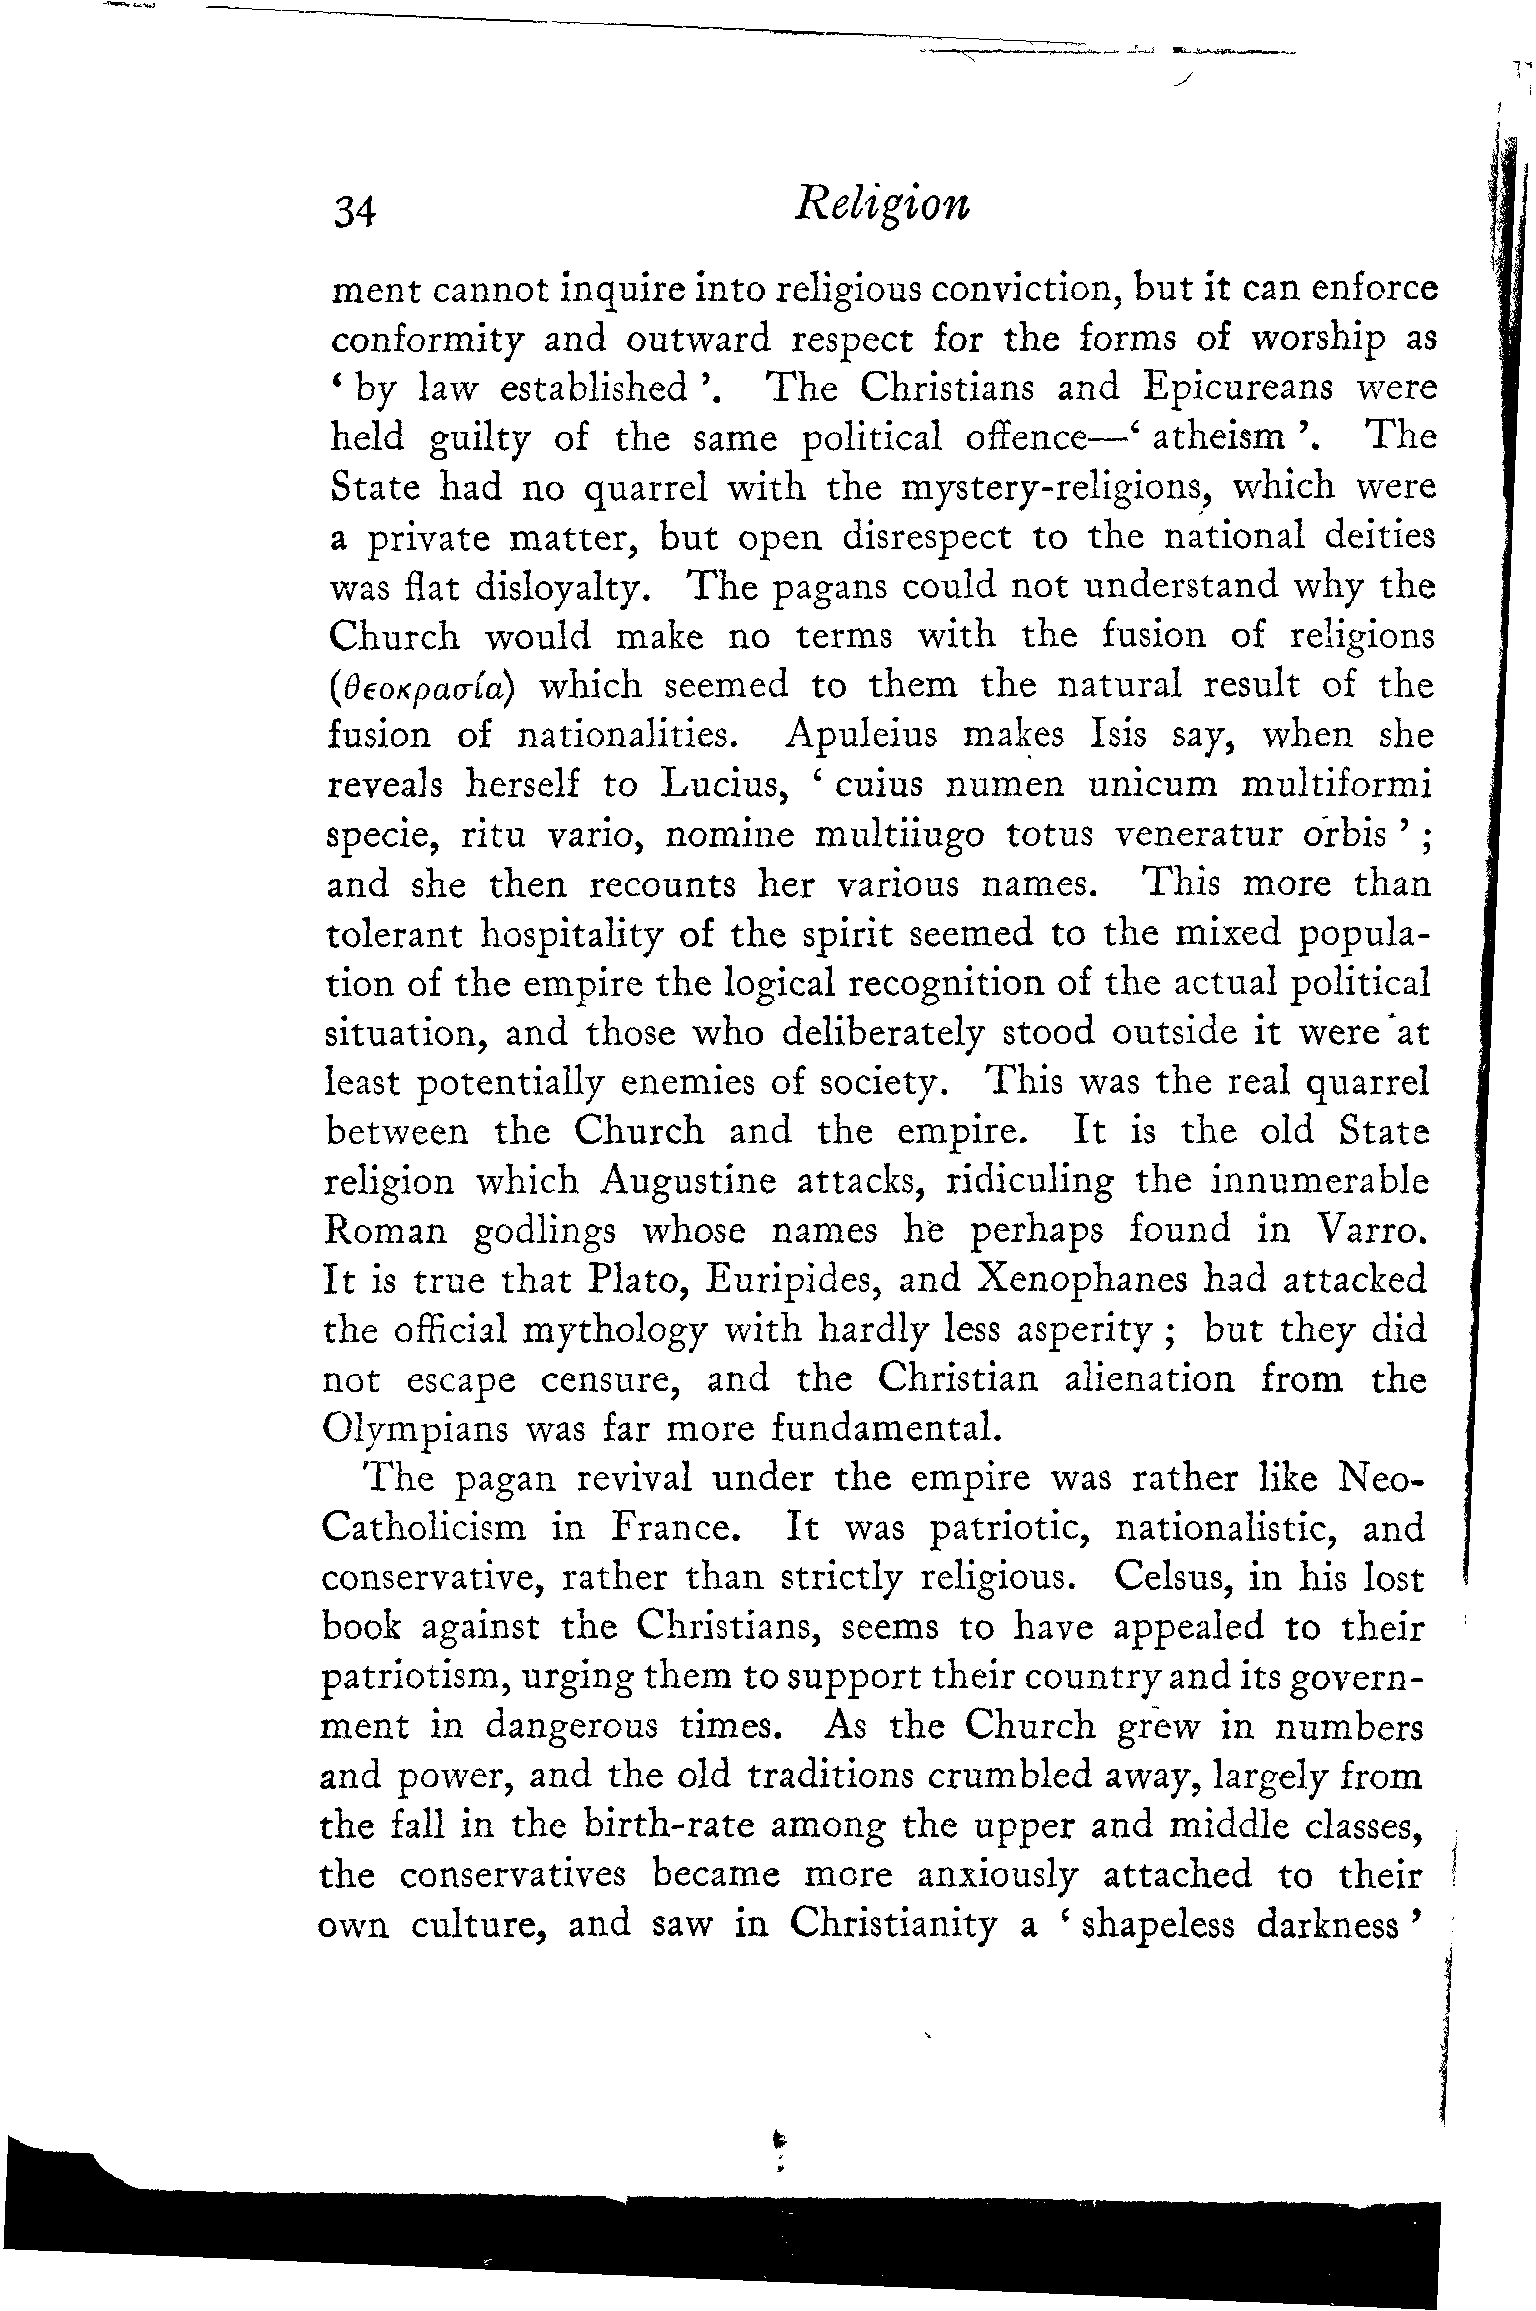 34 Religion
ment cannot inquire into religious conviction, but it can enforce
conformity and outward respect for the forms of worship as
‘ by law established ’. The Christians and Epicureans were
held guilty of the same political offence—‘ atheism ’. The
State had no quarrel with the mystery-religions, which were
a private matter, but open disrespect to the national deities
was flat disloyalty. The pagans could not understand why the
Church would make no terms with the fusion of religions
(θεοκρασία) which seemed to them the natural result of the
fusion of nationalities. Apuleius makes Isis say, when she
reveals herself to Lucius, ‘ cuius numen unicum multiformi
specie, ritu vario, nomine multiiugo totus veneratur orbis ’ ;
and she then recounts her various names. This more than
tolerant hospitality of the spirit seemed to the mixed popula-
tion of the empire the logical recognition of the actual political
situation, and those who deliberately stood outside it were at
least potentially enemies of society. This was the real quarrel
between the Church and the empire. It is the old State
religion which Augustine attacks, ridiculing the innumerable
Roman godlings whose names he perhaps found in Varro.
It is true that Plato, Euripides, and Xenophanes had attacked
the official mythology with hardly less asperity ; but they did
not escape censure, and the Christian alienation from the
Olympians was far more fundamental.
The pagan revival under the empire was rather like Neo-
Catholicism in France. It was patriotic, nationalistic, and
conservative, rather than strictly religious. Celsus, in his lost
book against the Christians, seems to have appealed to their
patriotism, urging them to support their country and its govern-
ment in dangerous times. As the Church grew in numbers
and power, and the old traditions crumbled away, largely from
the fall in the birth-rate among the upper and middle classes,
the conservatives became more anxiously attached to their
own culture, and saw in Christianity a ‘ shapeless darkness ’